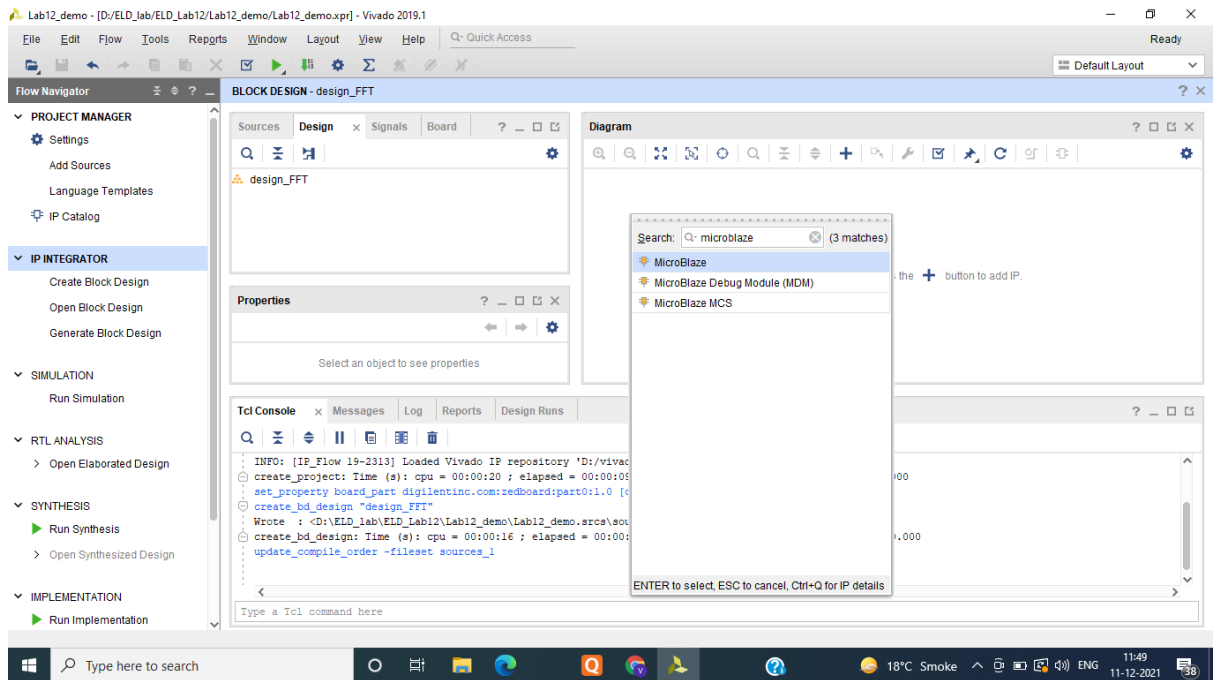 Lab12_demo - [D:/ELD_lab/ELD_Lab12/Lab12_demo/Lab12_demo.xpr] - Vivado 2019.1
File Edit Flow Tools Reports Window Layout View Help Q- Quick Access Ready
Default Layout
Flow Navigator
PROJECT MANAGER
Settings
Add Sources
Language Templates
IP Catalog
IP INTEGRATOR
Create Block Design
Open Block Design
Generate Block Design
SIMULATION
Run Simulation
RTL ANALYSIS
Open Elaborated Design
SYNTHESIS
Run Synthesis
Open Synthesized Design
IMPLEMENTATION
Run Implementation
BLOCK DESIGN - design_FFT
Sources Design Signals Board
design_FFT
Properties
Select an object to see properties
Diagram
the + button to add IP.
Search: Q- microblaze (3 matches)
MicroBlaze
MicroBlaze Debug Module (MDM)
MicroBlaze MCS
ENTER to select, ESC to cancel, Ctrl+Q for IP details
Tcl Console Messages Log Reports Design Runs
INFO: [IP_Flow 19-2313] Loaded Vivado IP repository 'D:/vivad
create_project: Time (s): cpu = 00:00:20 ; elapsed = 00:00:09 000
set_property board_part digilentinc.com:zedboard:part0:1.0 [c
create_bd_design "design_FFT"
Wrote : <D:\ELD_lab\ELD_Lab12\Lab12_demo\Lab12_demo.srcs\sou
create_bd_design: Time (s): cpu = 00:00:16 ; elapsed = 00:00: .000
update_compile_order -fileset sources_1
Type a Tcl command here
Type here to search
18°C Smoke ENG 11:49
11-12-2021 38